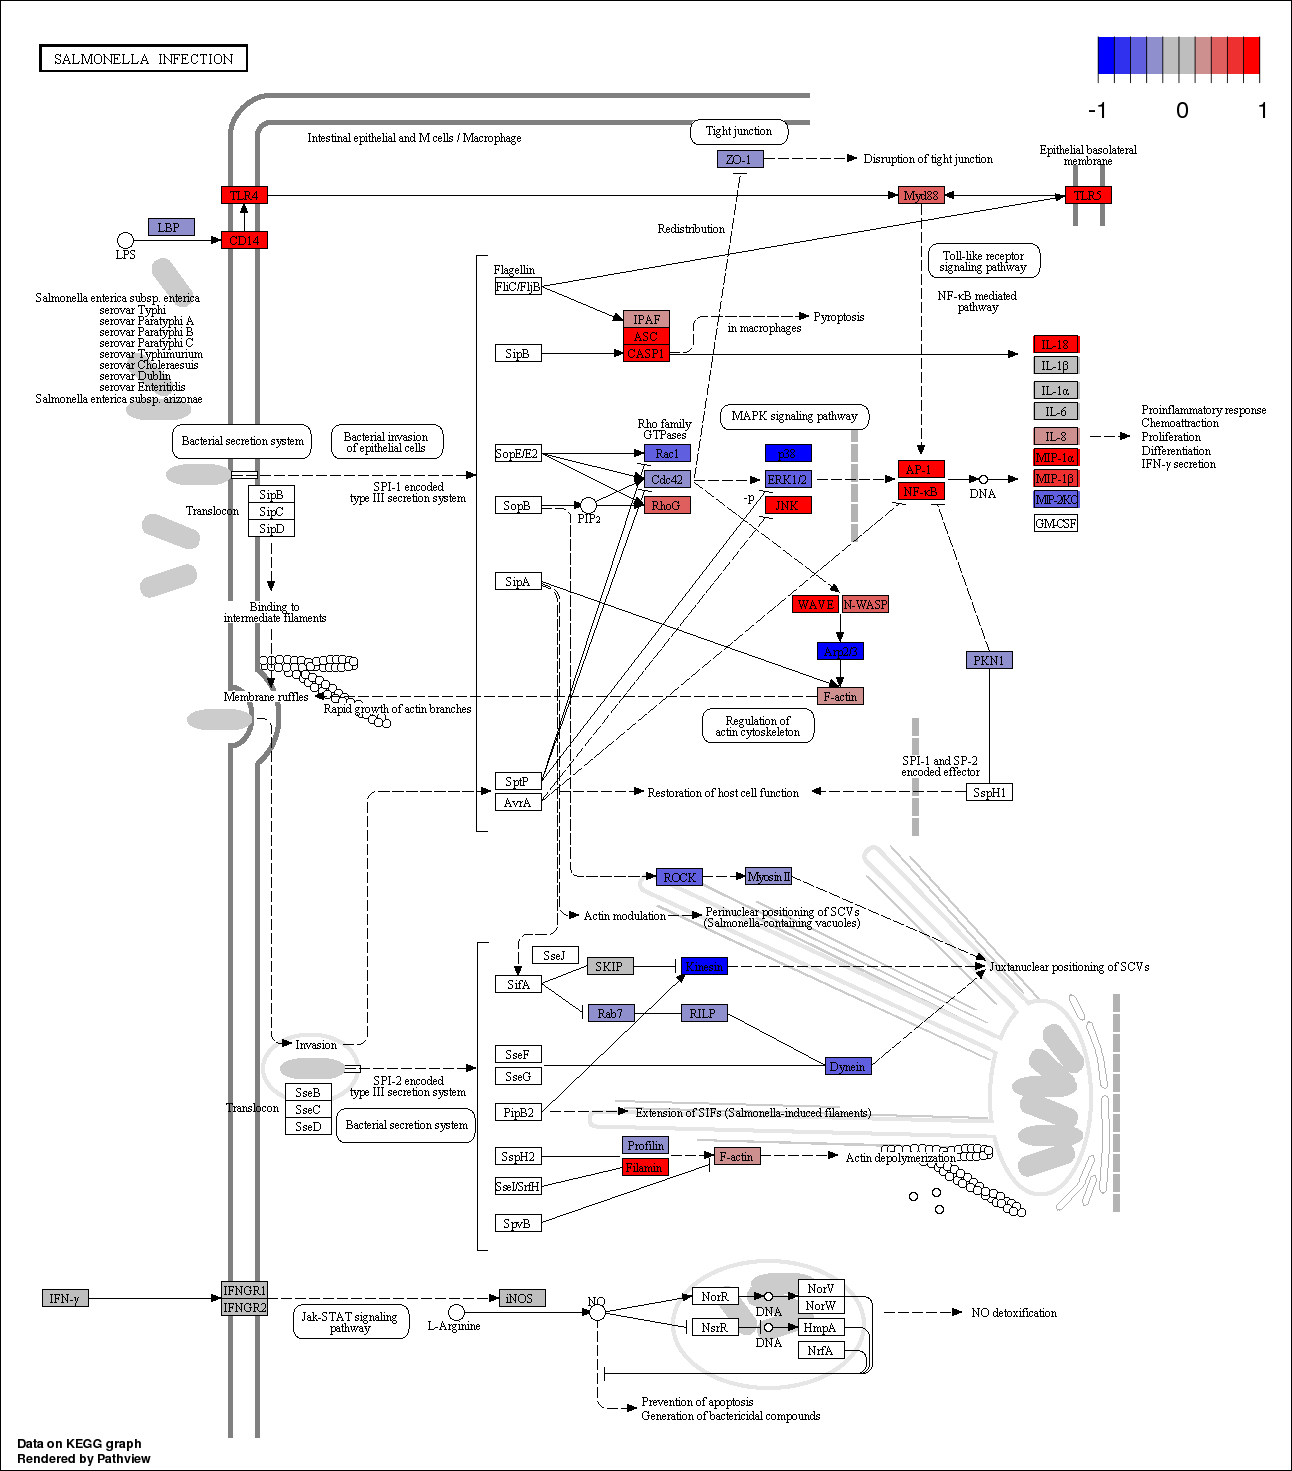 SALMONELLA INFECTION
-1 0 1
Intestinal epithelial and M cells / Macrophage
Tight junction
ZO-1
Disruption of tight junction
Epithelial basolateral
membrane
TLR4
Myd88
TLR5
LBP
CD14
LPS
Redistribution
Toll-like receptor
signaling pathway
NF-κB mediated
pathway
Flagellin
FliC/FljB
Salmonella enterica subsp. enterica
serovar Typhi
serovar Paratyphi A
serovar Paratyphi B
serovar Paratyphi C
serovar Typhimurium
serovar Choleraesuis
serovar Dublin
serovar Enteritidis
Salmonella enterica subsp. arizonae
IPAF
ASC
CASP1
Pyroptosis
in macrophages
SipB
IL-18
IL-1β
IL-1α
IL-6
IL-8
MIP-1α
MIP-1β
MIP-2KC
GM-CSF
Proinflammatory response
Chemoattraction
Proliferation
Differentiation
IFN-γ secretion
Bacterial secretion system
Bacterial invasion
of epithelial cells
MAPK signaling pathway
Rho family
GTPases
SopE/E2
Rac1
p38
Cdc42
ERK1/2
AP-1
NF-κB
DNA
SPI-1 encoded
type III secretion system
SipB
SipC
SipD
Translocon
SopB
PIP2
RhoG
-p
JNK
SipA
WAVE
N-WASP
Arp2/3
F-actin
PKN1
Binding to
intermediate filaments
Membrane ruffles
Rapid growth of actin branches
Regulation of
actin cytoskeleton
SPI-1 and SP-2
encoded effector
SptP
AvrA
Restoration of host cell function
SspH1
ROCK
Myosin II
Actin modulation
Perinuclear positioning of SCVs
(Salmonella-containing vacuoles)
SseJ
SifA
SKIP
Kinesin
Juxtanuclear positioning of SCVs
Rab7
RILP
Invasion
SseF
SseG
Dynein
SPI-2 encoded
type III secretion system
SseB
SseC
SseD
Translocon
Bacterial secretion system
PipB2
Extension of SIFs (Salmonella-induced filaments)
SspH2
Profilin
Filamin
F-actin
Actin depolymerization
SseI/SrfH
SpvB
IFN-γ
IFNGR1
IFNGR2
Jak-STAT signaling
pathway
iNOS
L-Arginine
NO
NorR
DNA
NorV
NorW
NsrR
DNA
HmpA
NrfA
NO detoxification
Prevention of apoptosis
Generation of bactericidal compounds
Data on KEGG graph
Rendered by Pathview